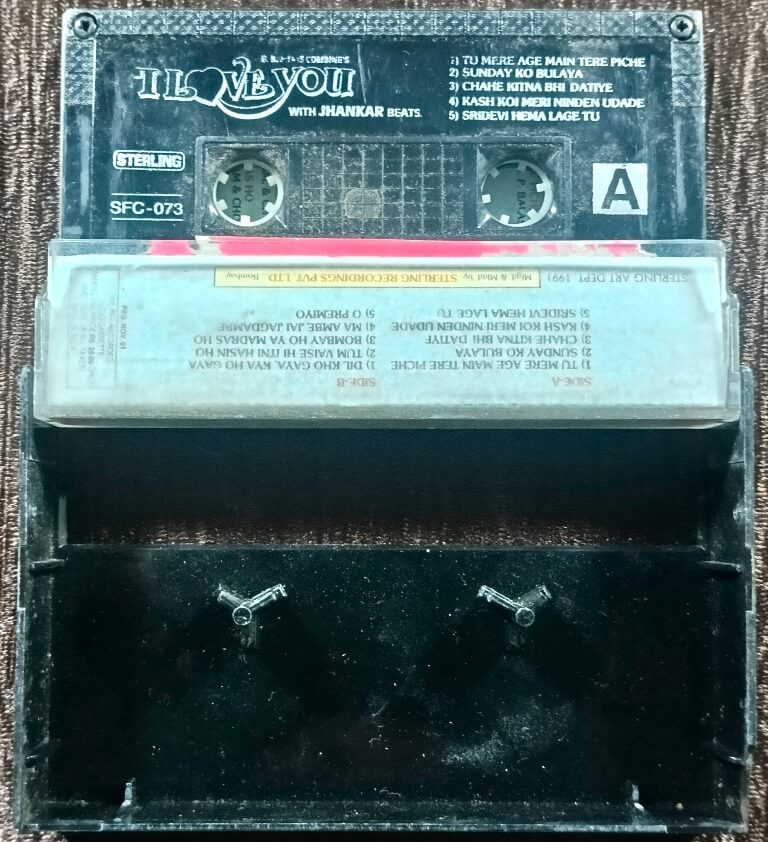 I LOVE YOU
WITH JHANKAR BEATS.
1) TU MERE AGE MAIN TERE PICHE
2) SUNDAY KO BULAYA
3) CHAHE KITNA BHI DATIYE
4) KASH KOI MERI NINDEN UDADE
5) SRIDEVI HEMA LAGE TU
STERLING
SFC-073
A
SIDE-A
1) TU MERE AGE MAIN TERE PICHE
2) SUNDAY KO BULAYA
3) CHAHE KITNA BHI DATIYE
4) KASH KOI MERI NINDEN UDADE
5) SRIDEVI HEMA LAGE TU
SIDE-B
1) DIL KHO GAYA, KYA HO GAYA
2) TUM VAISE HI ITNI HASIN HO
3) BOMBAY HO YA MADRAS HO
4) MA AMBE JAI JAGDAMBE
5) O PREMIYO
PKD NOV 91
STERLING ART DEPT. 1991
Mfgd & Mktd by STERLING RECORDINGS PVT. LTD., Bombay